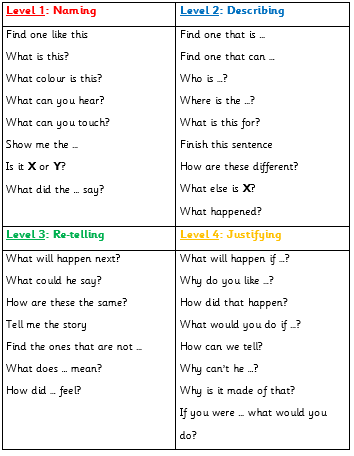 Level 1: Naming
Find one like this
What is this?
What colour is this?
What can you hear?
What can you touch?
Show me the ...
Is it X or Y?
What did the ... say?
Level 2: Describing
Find one that is ...
Find one that can ...
Who is ...?
Where is the ...?
What is this for?
Finish this sentence
How are these different?
What else is X?
What happened?
Level 3: Re-telling
What will happen next?
What could he say?
How are these the same?
Tell me the story
Find the ones that are not ...
What does ... mean?
How did ... feel?
Level 4: Justifying
What will happen if ...?
Why do you like ...?
How did that happen?
What would you do if ...?
How can we tell?
Why can't he ...?
Why is it made of that?
If you were ... what would you
do?